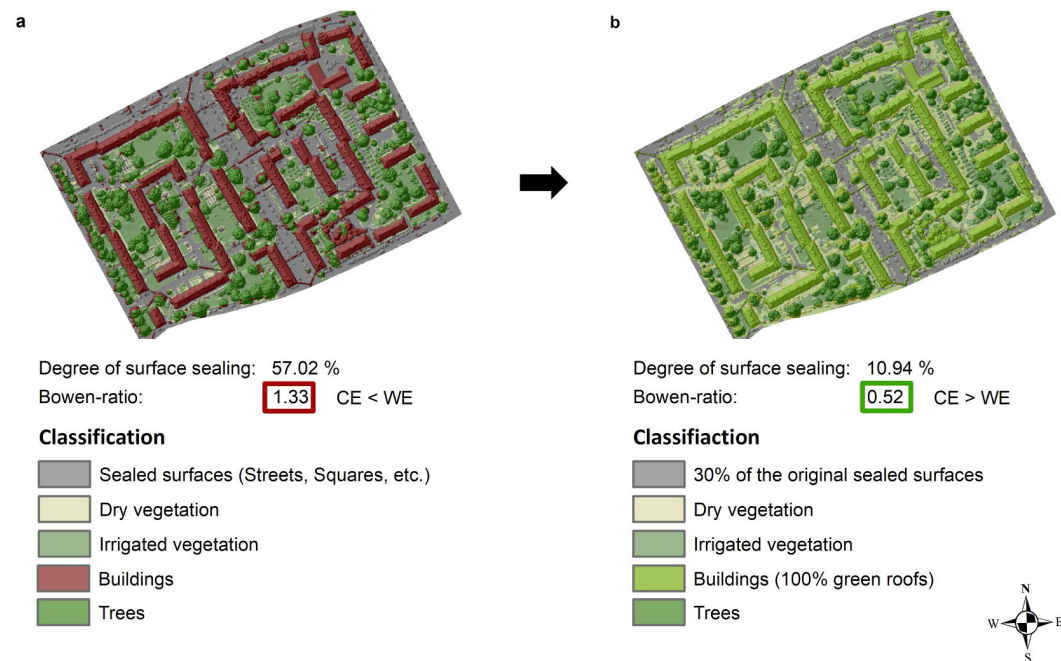 a
Degree of surface sealing: 57.02 %
Bowen-ratio: 1.33 CE < WE
Classification
Sealed surfaces (Streets, Squares, etc.)
Dry vegetation
Irrigated vegetation
Buildings
Trees
b
Degree of surface sealing: 10.94 %
Bowen-ratio: 0.52 CE > WE
Classifiaction
30% of the original sealed surfaces
Dry vegetation
Irrigated vegetation
Buildings (100% green roofs)
Trees
N
W E
S